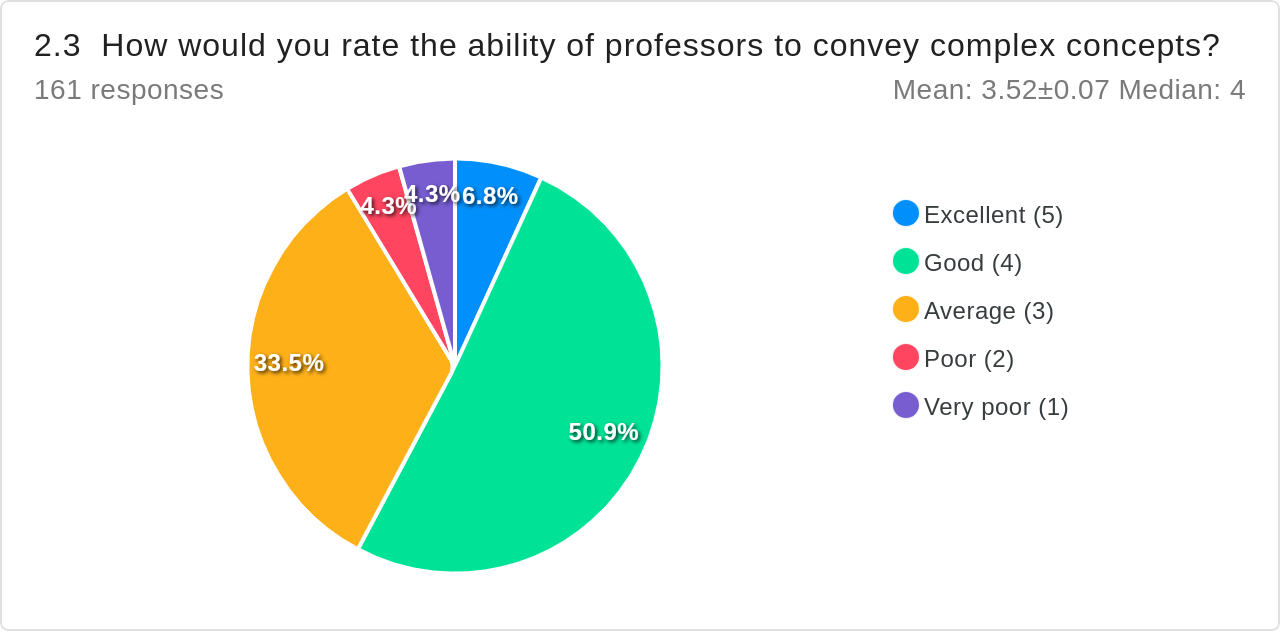 2.3 How would you rate the ability of professors to convey complex concepts?
161 responses
Mean: 3.52±0.07 Median: 4
4.3%
4.3%
6.8%
33.5%
50.9%
Excellent (5)
Good (4)
Average (3)
Poor (2)
Very poor (1)